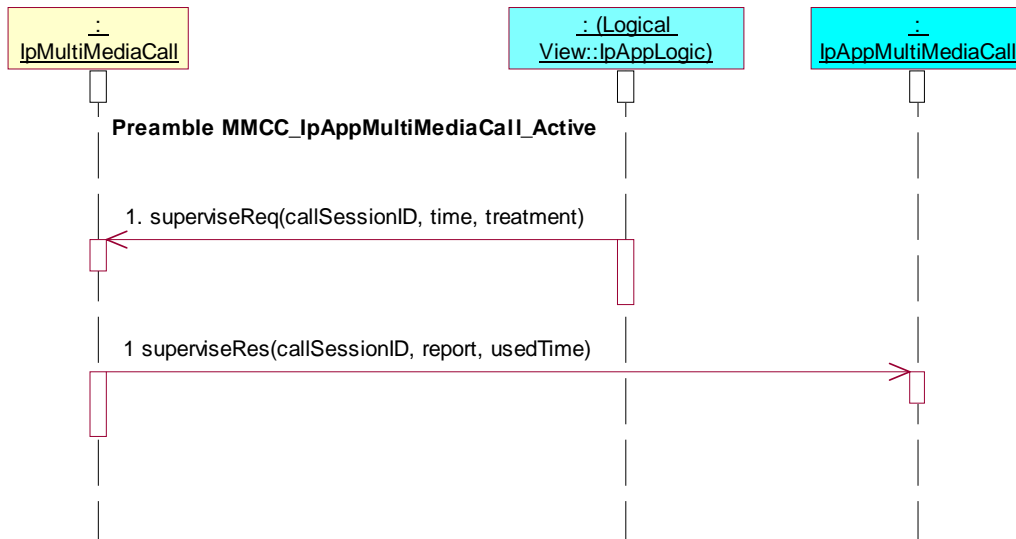 :
IpMultiMediaCall
: (Logical
View::IpAppLogic)
:
IpAppMultiMediaCall
Preamble MMCC_IpAppMultiMediaCall_Active
1. superviseReq(callSessionID, time, treatment)
1 superviseRes(callSessionID, report, usedTime)